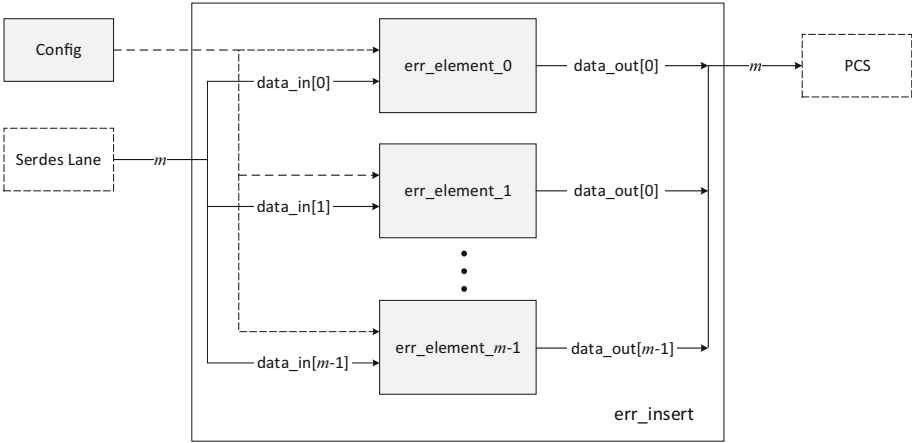 Config
err_element_0
data_in[0]
data_out[0]
m
PCS
Serdes Lane
m
err_element_1
data_in[1]
data_out[0]
err_element_m-1
data_in[m-1]
data_out[m-1]
err_insert